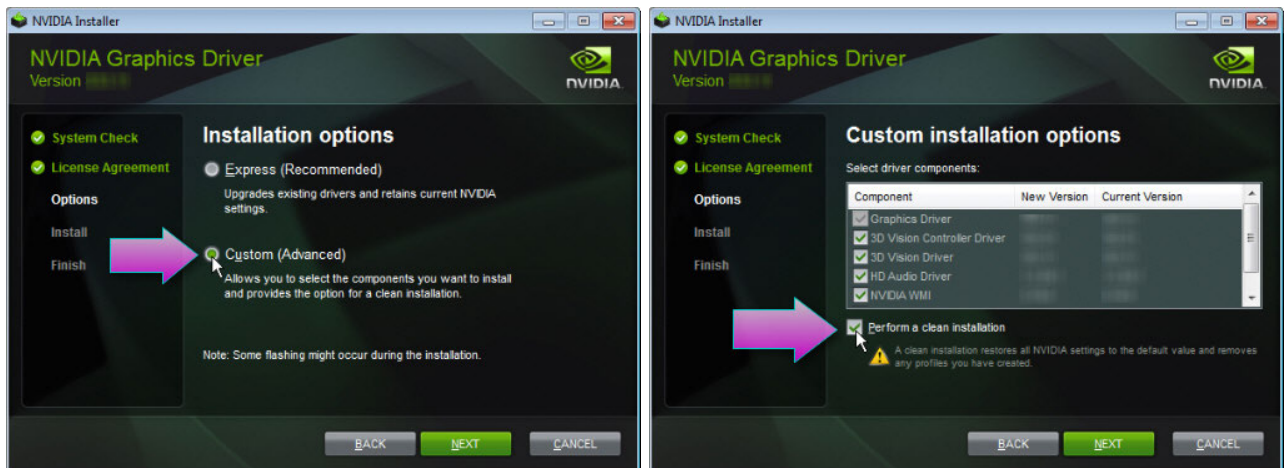 NVIDIA Installer
NVIDIA Graphics Driver
Version
NVIDIA.
System Check
License Agreement
Options
Install
Finish
Installation options
Express (Recommended)
Upgrades existing drivers and retains current NVIDIA
settings.
Custom (Advanced)
Allows you to select the components you want to install
and provides the option for a clean installation.
Note: Some flashing might occur during the installation.
BACK NEXT CANCEL
NVIDIA Installer
NVIDIA Graphics Driver
Version
NVIDIA.
System Check
License Agreement
Options
Install
Finish
Custom installation options
Select driver components:
Component New Version Current Version
Graphics Driver
3D Vision Controller Driver
3D Vision Driver
HD Audio Driver
NVIDIA WMI
Perform a clean installation
A clean installation restores all NVIDIA settings to the default value and removes
any profiles you have created.
BACK NEXT CANCEL